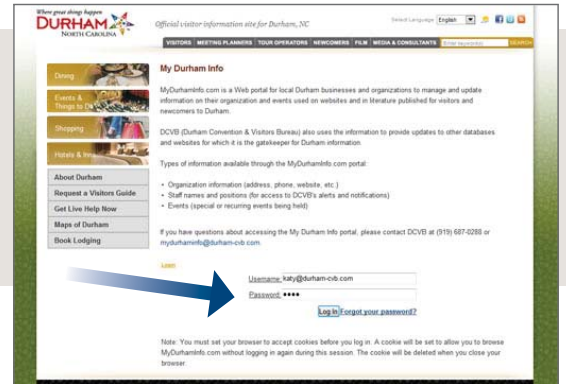 Where great things happen
DURHAM
NORTH CAROLINA
Official visitor information site for Durham, NC
Select Language English
VISITORS MEETING PLANNERS TOUR OPERATORS NEWCOMERS FILM MEDIA & CONSULTANTS Enter keyword(s) SEARCH
Dining
Events &
Things to Do
Shopping
Hotels & Inns
About Durham
Request a Visitors Guide
Get Live Help Now
Maps of Durham
Book Lodging
My Durham Info
MyDurhamInfo.com is a Web portal for local Durham businesses and organizations to manage and update
information on their organization and events used on websites and in literature published for visitors and
newcomers to Durham.
DCVB (Durham Convention & Visitors Bureau) also uses the information to provide updates to other databases
and websites for which it is the gatekeeper for Durham information.
Types of information available through the MyDurhamInfo.com portal:
• Organization information (address, phone, website, etc.)
• Staff names and positions (for access to DCVB's alerts and notifications)
• Events (special or recurring events being held)
If you have questions about accessing the My Durham Info portal, please contact DCVB at (919) 687-0288 or
mydurhaminfo@durham-cvb.com.
Login
Username: katy@durham-cvb.com
Password: ••••
Log in Forgot your password?
Note: You must set your browser to accept cookies before you log in. A cookie will be set to allow you to browse
MyDurhamInfo.com without logging in again during this session. The cookie will be deleted when you close your
browser.